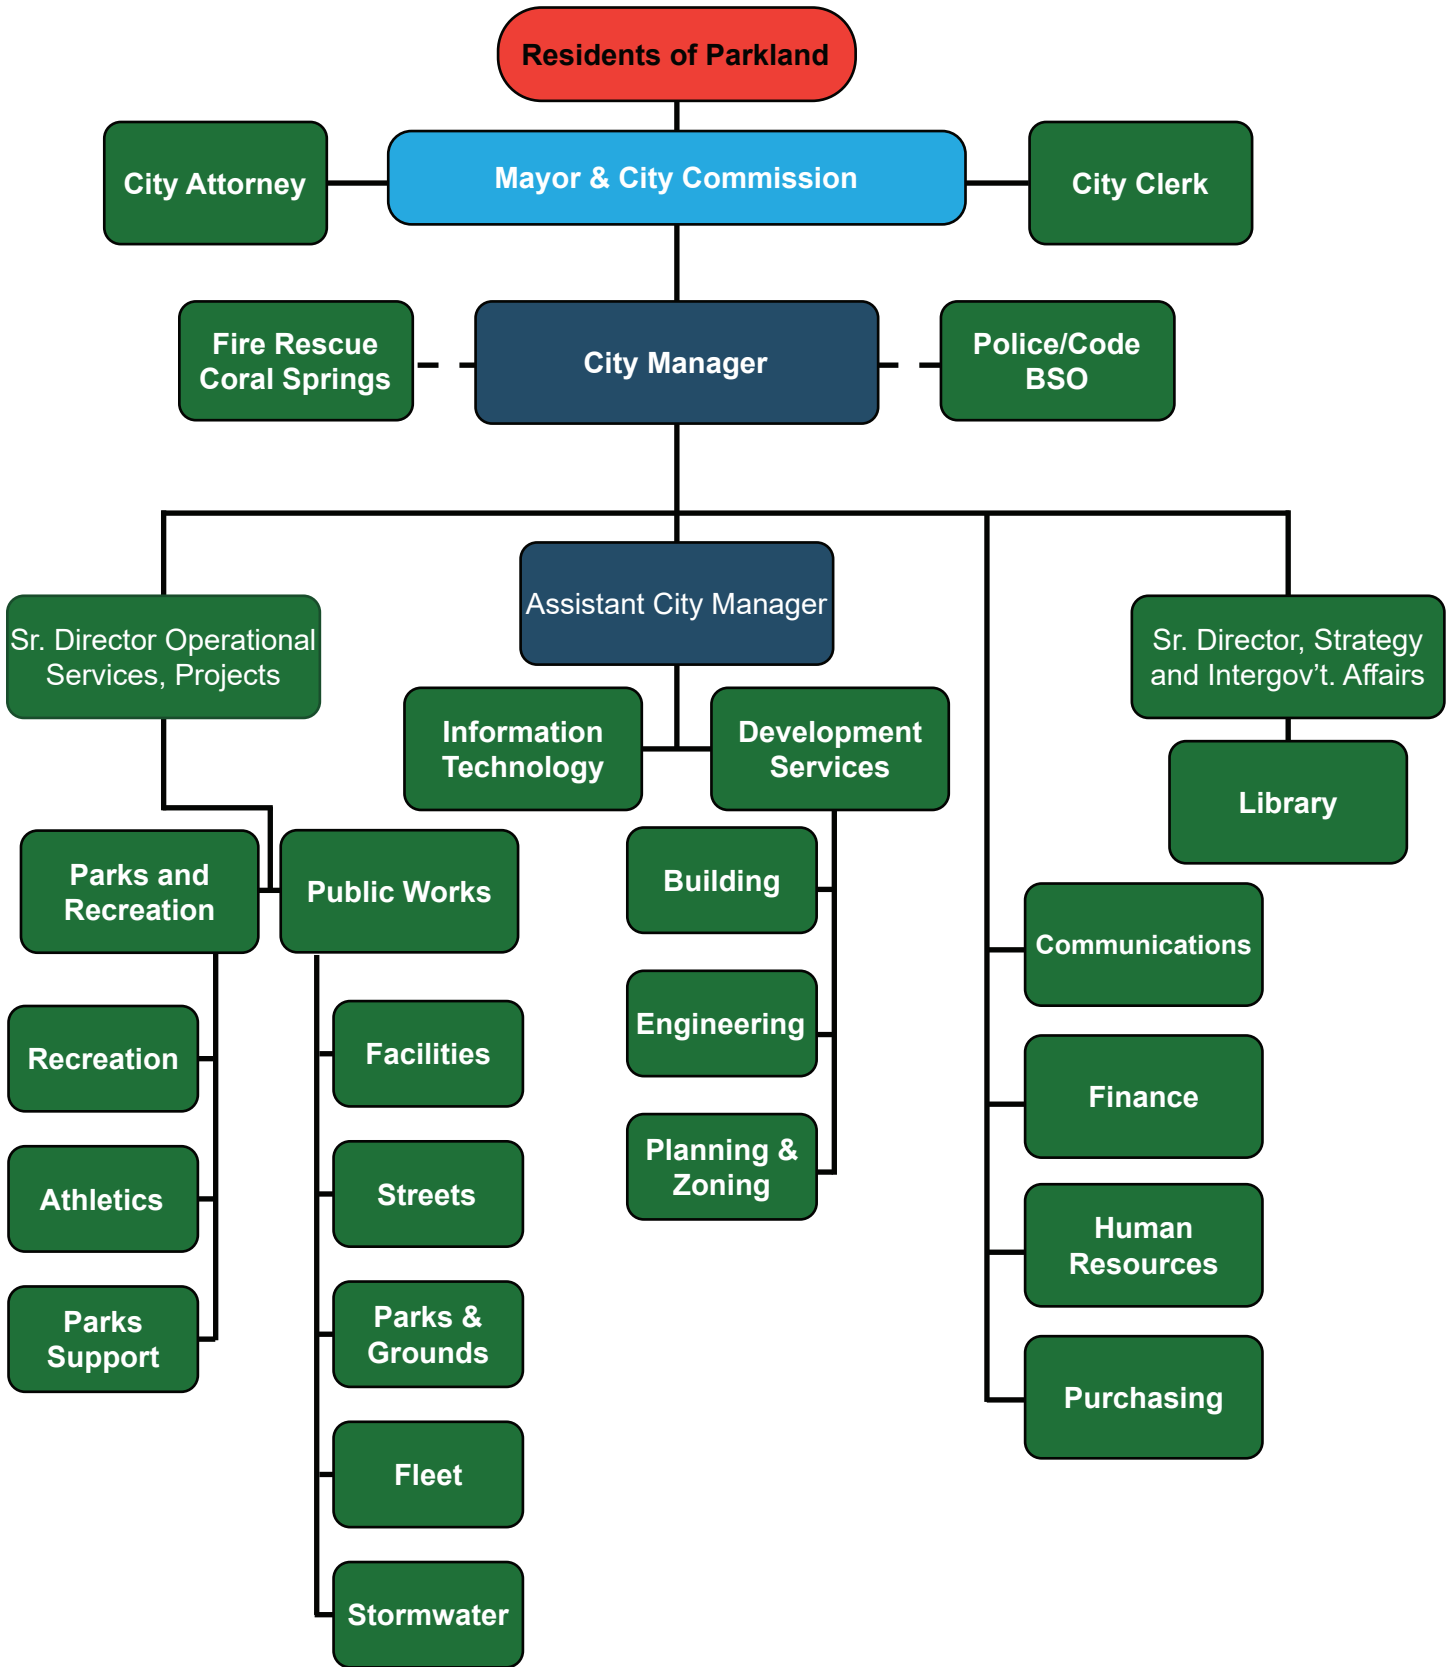 Residents of Parkland
City Attorney
Mayor & City Commission
City Clerk
Fire Rescue
Coral Springs
City Manager
Police/Code
BSO
Assistant City Manager
Sr. Director Operational
Services, Projects
Sr. Director, Strategy
and Intergov’t. Affairs
Information
Technology
Development
Services
Library
Parks and
Recreation
Public Works
Building
Communications
Recreation
Facilities
Engineering
Finance
Athletics
Streets
Planning &
Zoning
Human
Resources
Parks
Support
Parks &
Grounds
Purchasing
Fleet
Stormwater